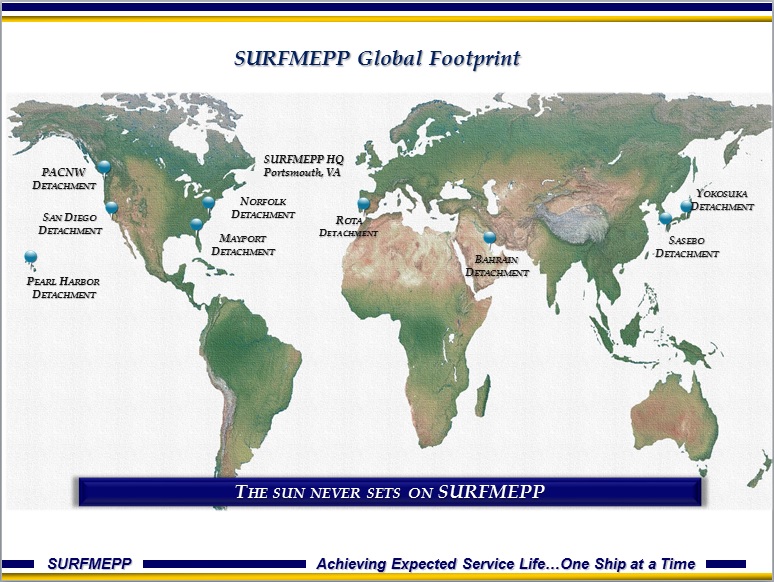 SURFMEPP Global Footprint
SURFMEPP HQ
Portsmouth, VA
PACNW
DETACHMENT
SAN DIEGO
DETACHMENT
NORFOLK
DETACHMENT
MAYPORT
DETACHMENT
PEARL HARBOR
DETACHMENT
ROTA
DETACHMENT
BAHRAIN
DETACHMENT
YOKOSUKA
DETACHMENT
SASEBO
DETACHMENT
THE SUN NEVER SETS ON SURFMEPP
SURFMEPP
Achieving Expected Service Life…One Ship at a Time